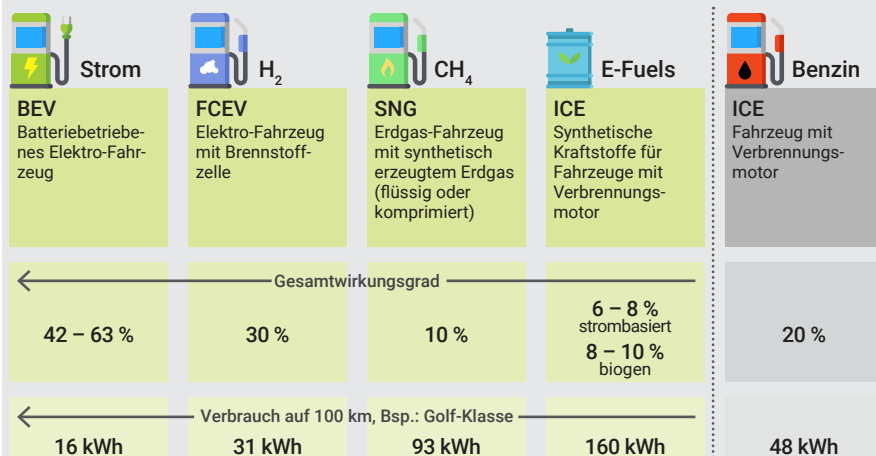 Strom
H2
CH4
E-Fuels
Benzin
BEV
Batteriebetriebe-
nes Elektro-Fahr-
zeug
FCEV
Elektro-Fahrzeug
mit Brennstoff-
zelle
SNG
Erdgas-Fahrzeug
mit synthetisch
erzeugtem Erdgas
(flüssig oder
komprimiert)
ICE
Synthetische
Kraftstoffe für
Fahrzeuge mit
Verbrennungs-
motor
ICE
Fahrzeug mit
Verbrennungs-
motor
Gesamtwirkungsgrad
42 – 63 %
30 %
10 %
6 – 8 %
strombasiert
8 – 10 %
biogen
20 %
Verbrauch auf 100 km, Bsp.: Golf-Klasse
16 kWh
31 kWh
93 kWh
160 kWh
48 kWh